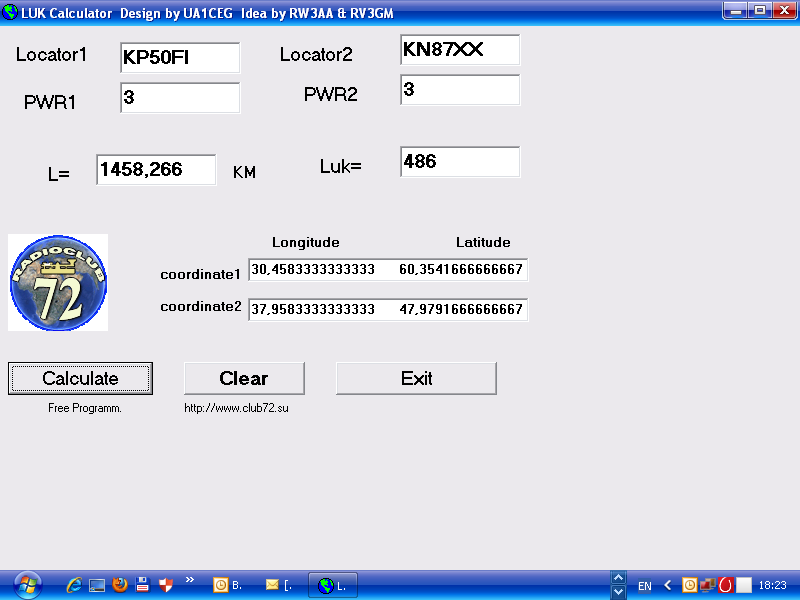 LUK Calculator Design by UA1CEG Idea by RW3AA & RV3GM
Locator1 KP50FI Locator2 KN87XX
PWR1 3 PWR2 3
L= 1458,266 KM Luk= 486
Longitude Latitude
RADIOCLUB
72
coordinate1 30,4583333333333 60,3541666666667
coordinate2 37,9583333333333 47,9791666666667
Calculate Clear Exit
Free Programm. http://www.club72.su
» B. [. L. EN 18:23